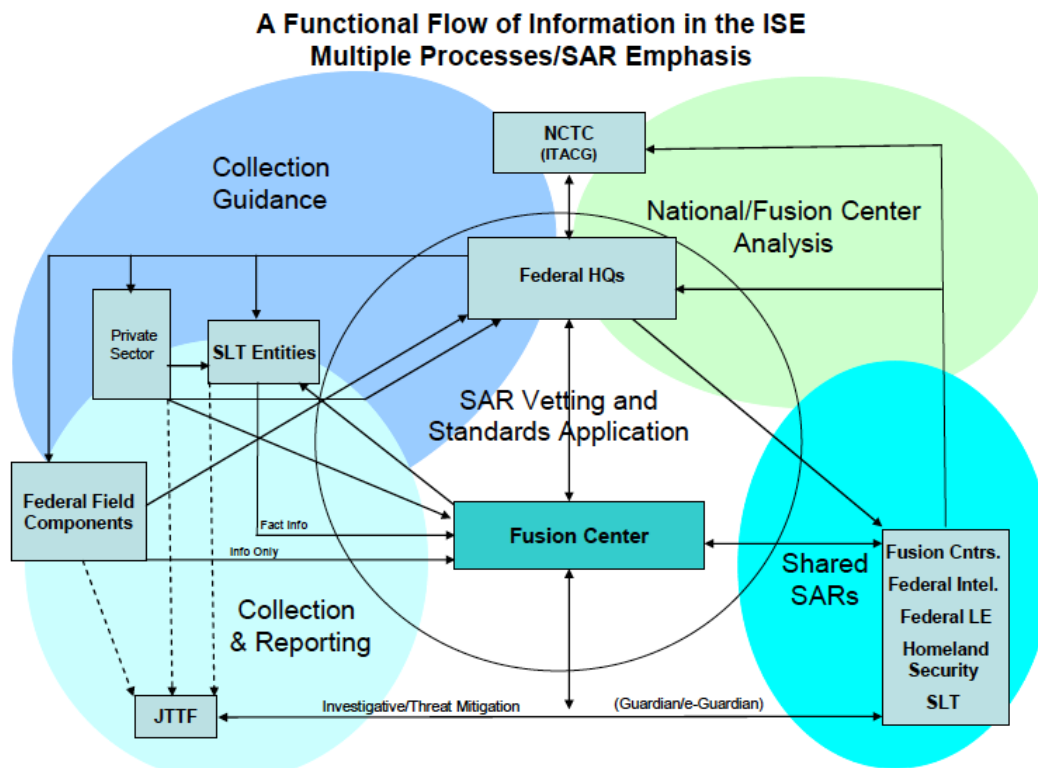 A Functional Flow of Information in the ISE
Multiple Processes/SAR Emphasis
NCTC
(ITACG)
Collection
Guidance
National/Fusion Center
Analysis
Federal HQs
Private
Sector
SLT Entities
SAR Vetting and
Standards Application
Federal Field
Components
Fact Info
Info Only
Fusion Center
Shared
SARs
Fusion Cntrs.
Federal Intel.
Federal LE
Homeland
Security
SLT
Collection
& Reporting
JTTF
Investigative/Threat Mitigation
(Guardian/e-Guardian)